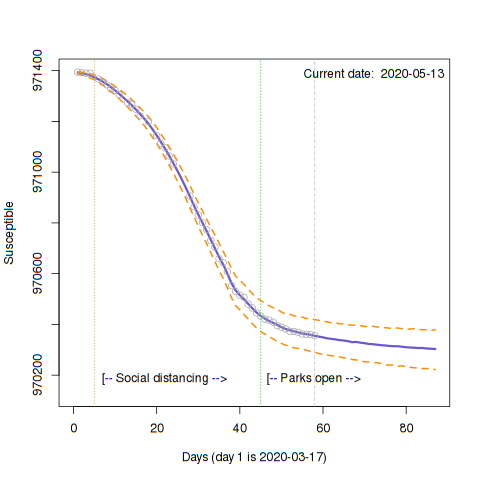 Current date: 2020-05-13
Susceptible
971400
971000
970600
970200
[-- Social distancing --> [-- Parks open -->
0 20 40 60 80
Days (day 1 is 2020-03-17)